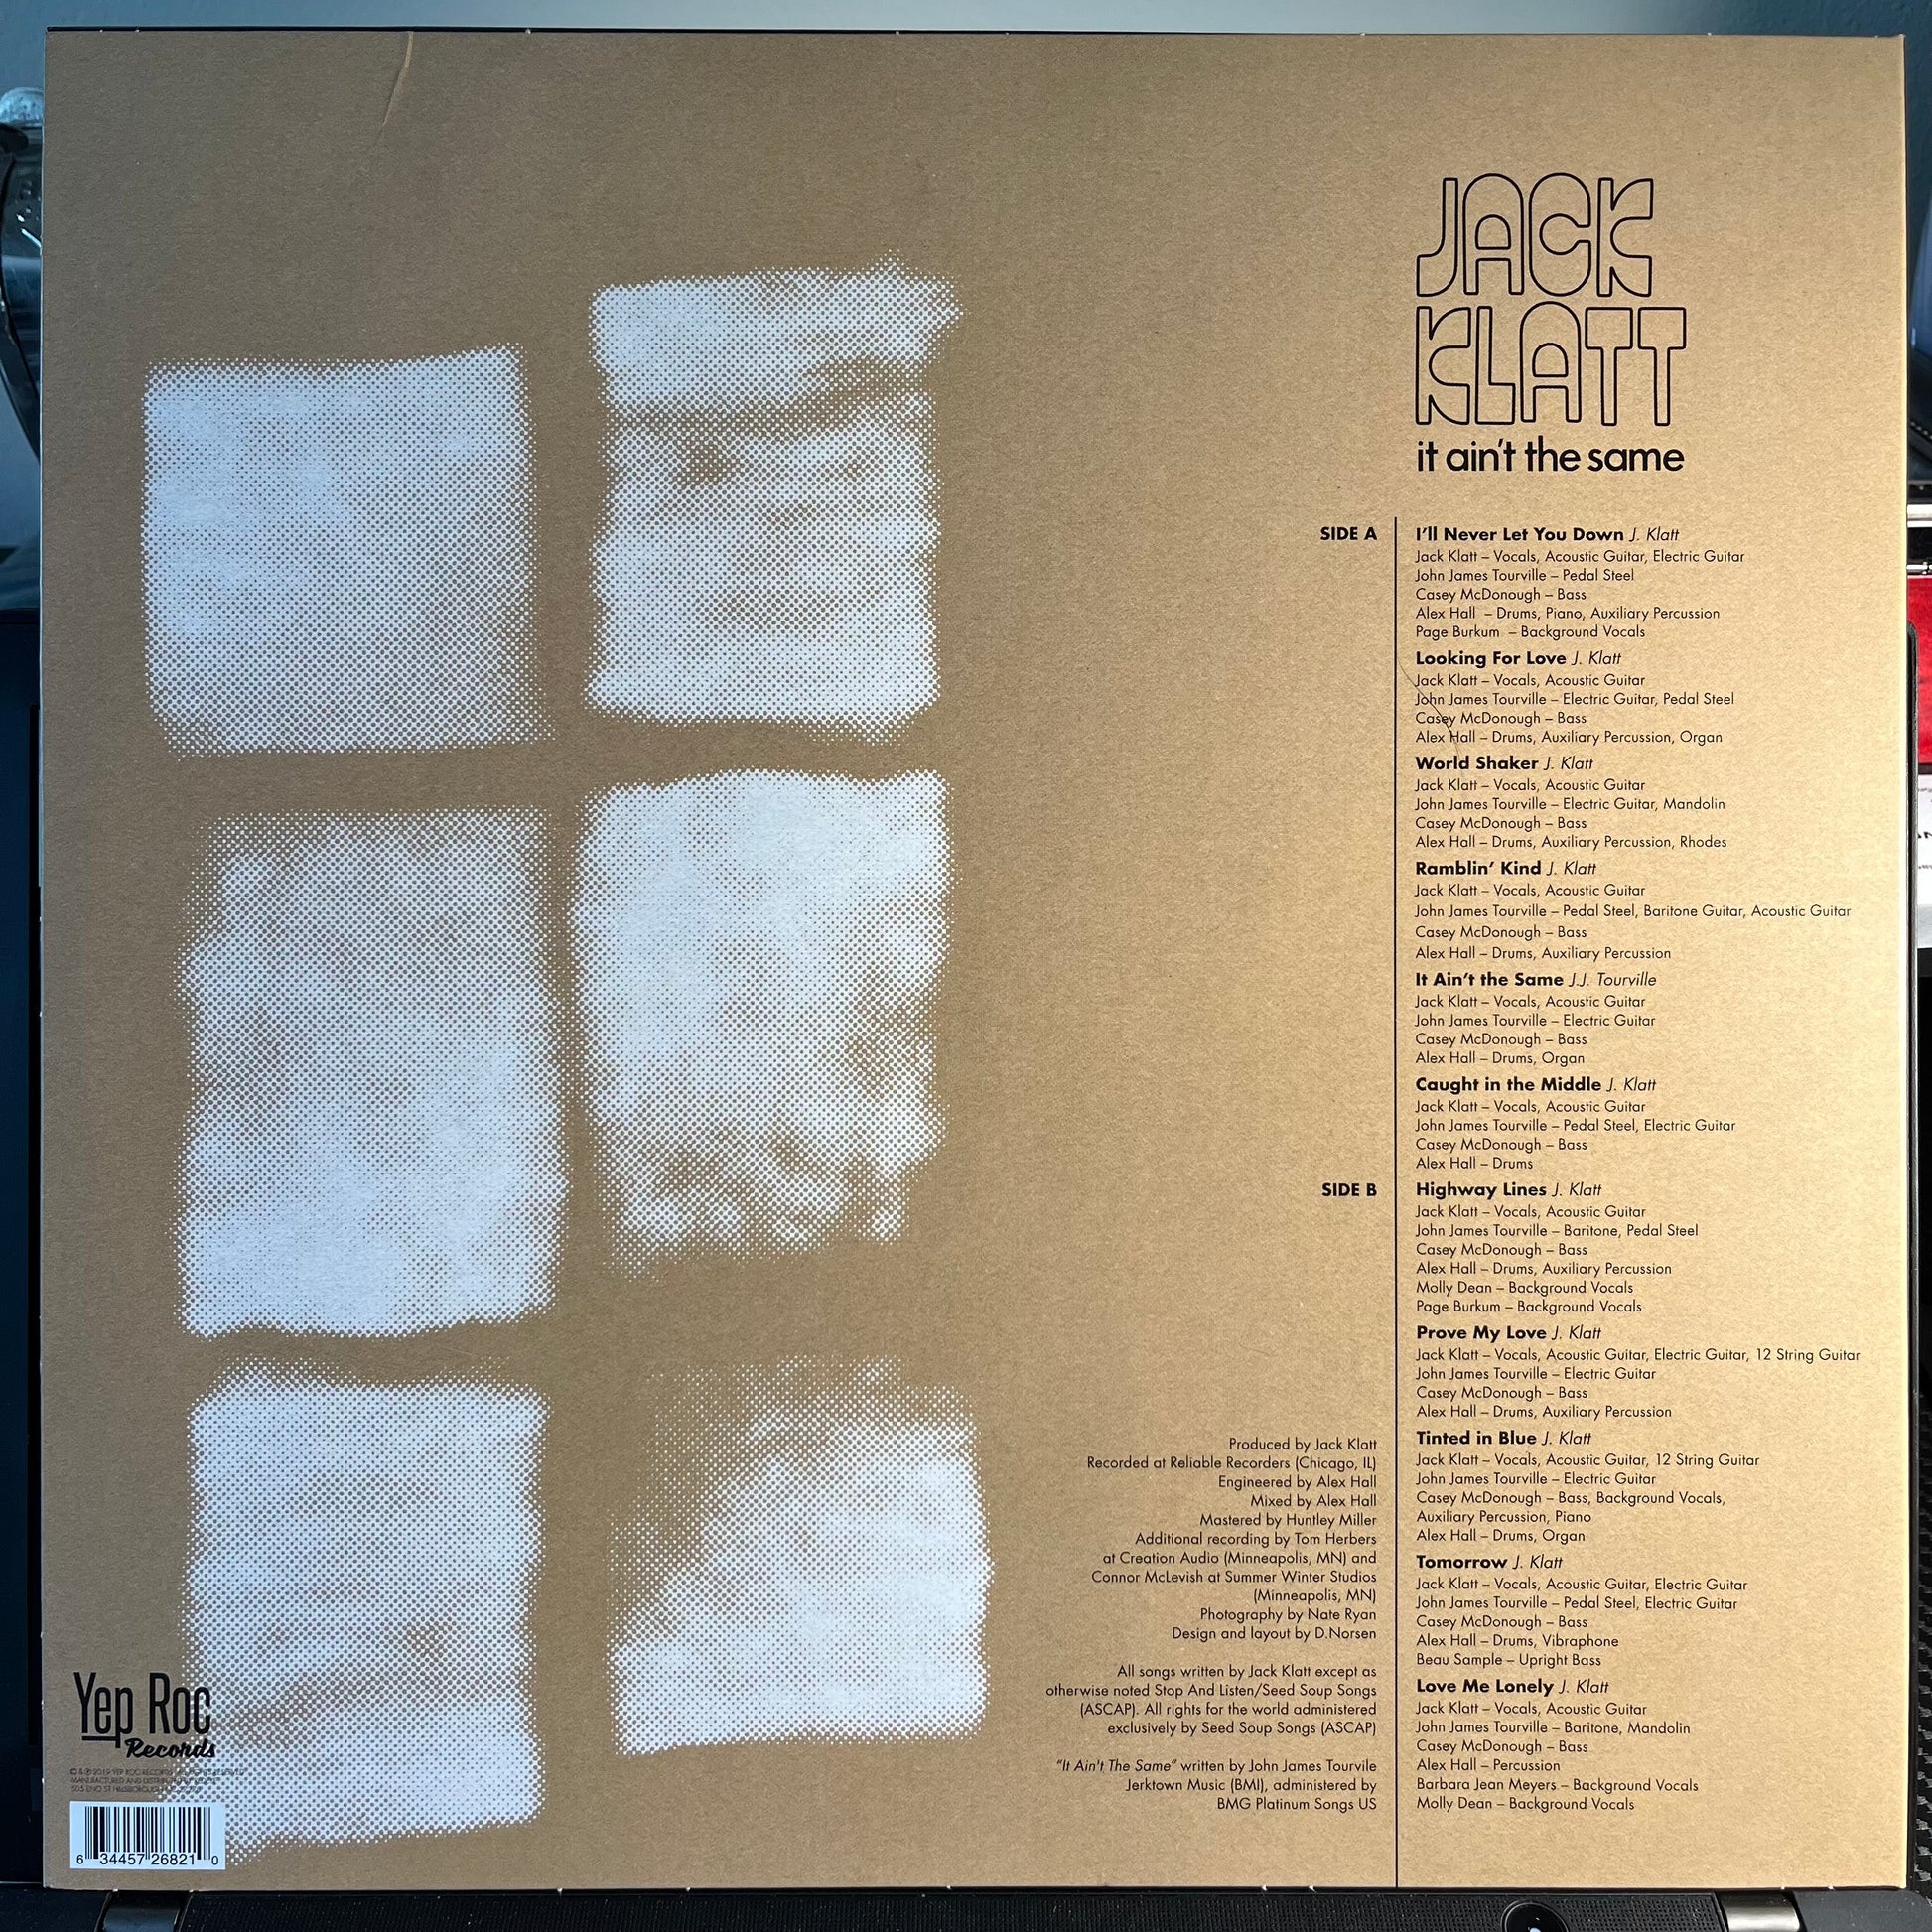 JACK
KLATT
it ain't the same
SIDE A
I'll Never Let You Down J. Klatt
Jack Klatt – Vocals, Acoustic Guitar, Electric Guitar
John James Tourville – Pedal Steel
Casey McDonough – Bass
Alex Hall – Drums, Piano, Auxiliary Percussion
Page Burkum – Background Vocals
Looking For Love J. Klatt
Jack Klatt – Vocals, Acoustic Guitar
John James Tourville – Electric Guitar, Pedal Steel
Casey McDonough – Bass
Alex Hall – Drums, Auxiliary Percussion, Organ
World Shaker J. Klatt
Jack Klatt – Vocals, Acoustic Guitar
John James Tourville – Electric Guitar, Mandolin
Casey McDonough – Bass
Alex Hall – Drums, Auxiliary Percussion, Rhodes
Ramblin' Kind J. Klatt
Jack Klatt – Vocals, Acoustic Guitar
John James Tourville – Pedal Steel, Baritone Guitar, Acoustic Guitar
Casey McDonough – Bass
Alex Hall – Drums, Auxiliary Percussion
It Ain't the Same J.J. Tourville
Jack Klatt – Vocals, Acoustic Guitar
John James Tourville – Electric Guitar
Casey McDonough – Bass
Alex Hall – Drums, Organ
Caught in the Middle J. Klatt
Jack Klatt – Vocals, Acoustic Guitar
John James Tourville – Pedal Steel, Electric Guitar
Casey McDonough – Bass
Alex Hall – Drums
SIDE B
Highway Lines J. Klatt
Jack Klatt – Vocals, Acoustic Guitar
John James Tourville – Baritone, Pedal Steel
Casey McDonough – Bass
Alex Hall – Drums, Auxiliary Percussion
Molly Dean – Background Vocals
Page Burkum – Background Vocals
Prove My Love J. Klatt
Jack Klatt – Vocals, Acoustic Guitar, Electric Guitar, 12 String Guitar
John James Tourville – Electric Guitar
Casey McDonough – Bass
Alex Hall – Drums, Auxiliary Percussion
Tinted in Blue J. Klatt
Jack Klatt – Vocals, Acoustic Guitar, 12 String Guitar
John James Tourville – Electric Guitar
Casey McDonough – Bass, Background Vocals,
Auxiliary Percussion, Piano
Alex Hall – Drums, Organ
Tomorrow J. Klatt
Jack Klatt – Vocals, Acoustic Guitar, Electric Guitar
John James Tourville – Pedal Steel, Electric Guitar
Casey McDonough – Bass
Alex Hall – Drums, Vibraphone
Beau Sample – Upright Bass
Love Me Lonely J. Klatt
Jack Klatt – Vocals, Acoustic Guitar
John James Tourville – Baritone, Mandolin
Casey McDonough – Bass
Alex Hall – Percussion
Barbara Jean Meyers – Background Vocals
Molly Dean – Background Vocals
Produced by Jack Klatt
Recorded at Reliable Recorders (Chicago, IL)
Engineered by Alex Hall
Mixed by Alex Hall
Mastered by Huntley Miller
Additional recording by Tom Herbers
at Creation Audio (Minneapolis, MN) and
Connor McLevish at Summer Winter Studios
(Minneapolis, MN)
Photography by Nate Ryan
Design and layout by D.Norsen
All songs written by Jack Klatt except as
otherwise noted Stop And Listen/Seed Soup Songs
(ASCAP). All rights for the world administered
exclusively by Seed Soup Songs (ASCAP)
"It Ain't The Same" written by John James Tourvile
Jerktown Music (BMI), administered by
BMG Platinum Songs US
Yep Roc
Records
© & ℗ 2019 YEP ROC RECORDS
MANUFACTURED AND
6 34457 26821 0